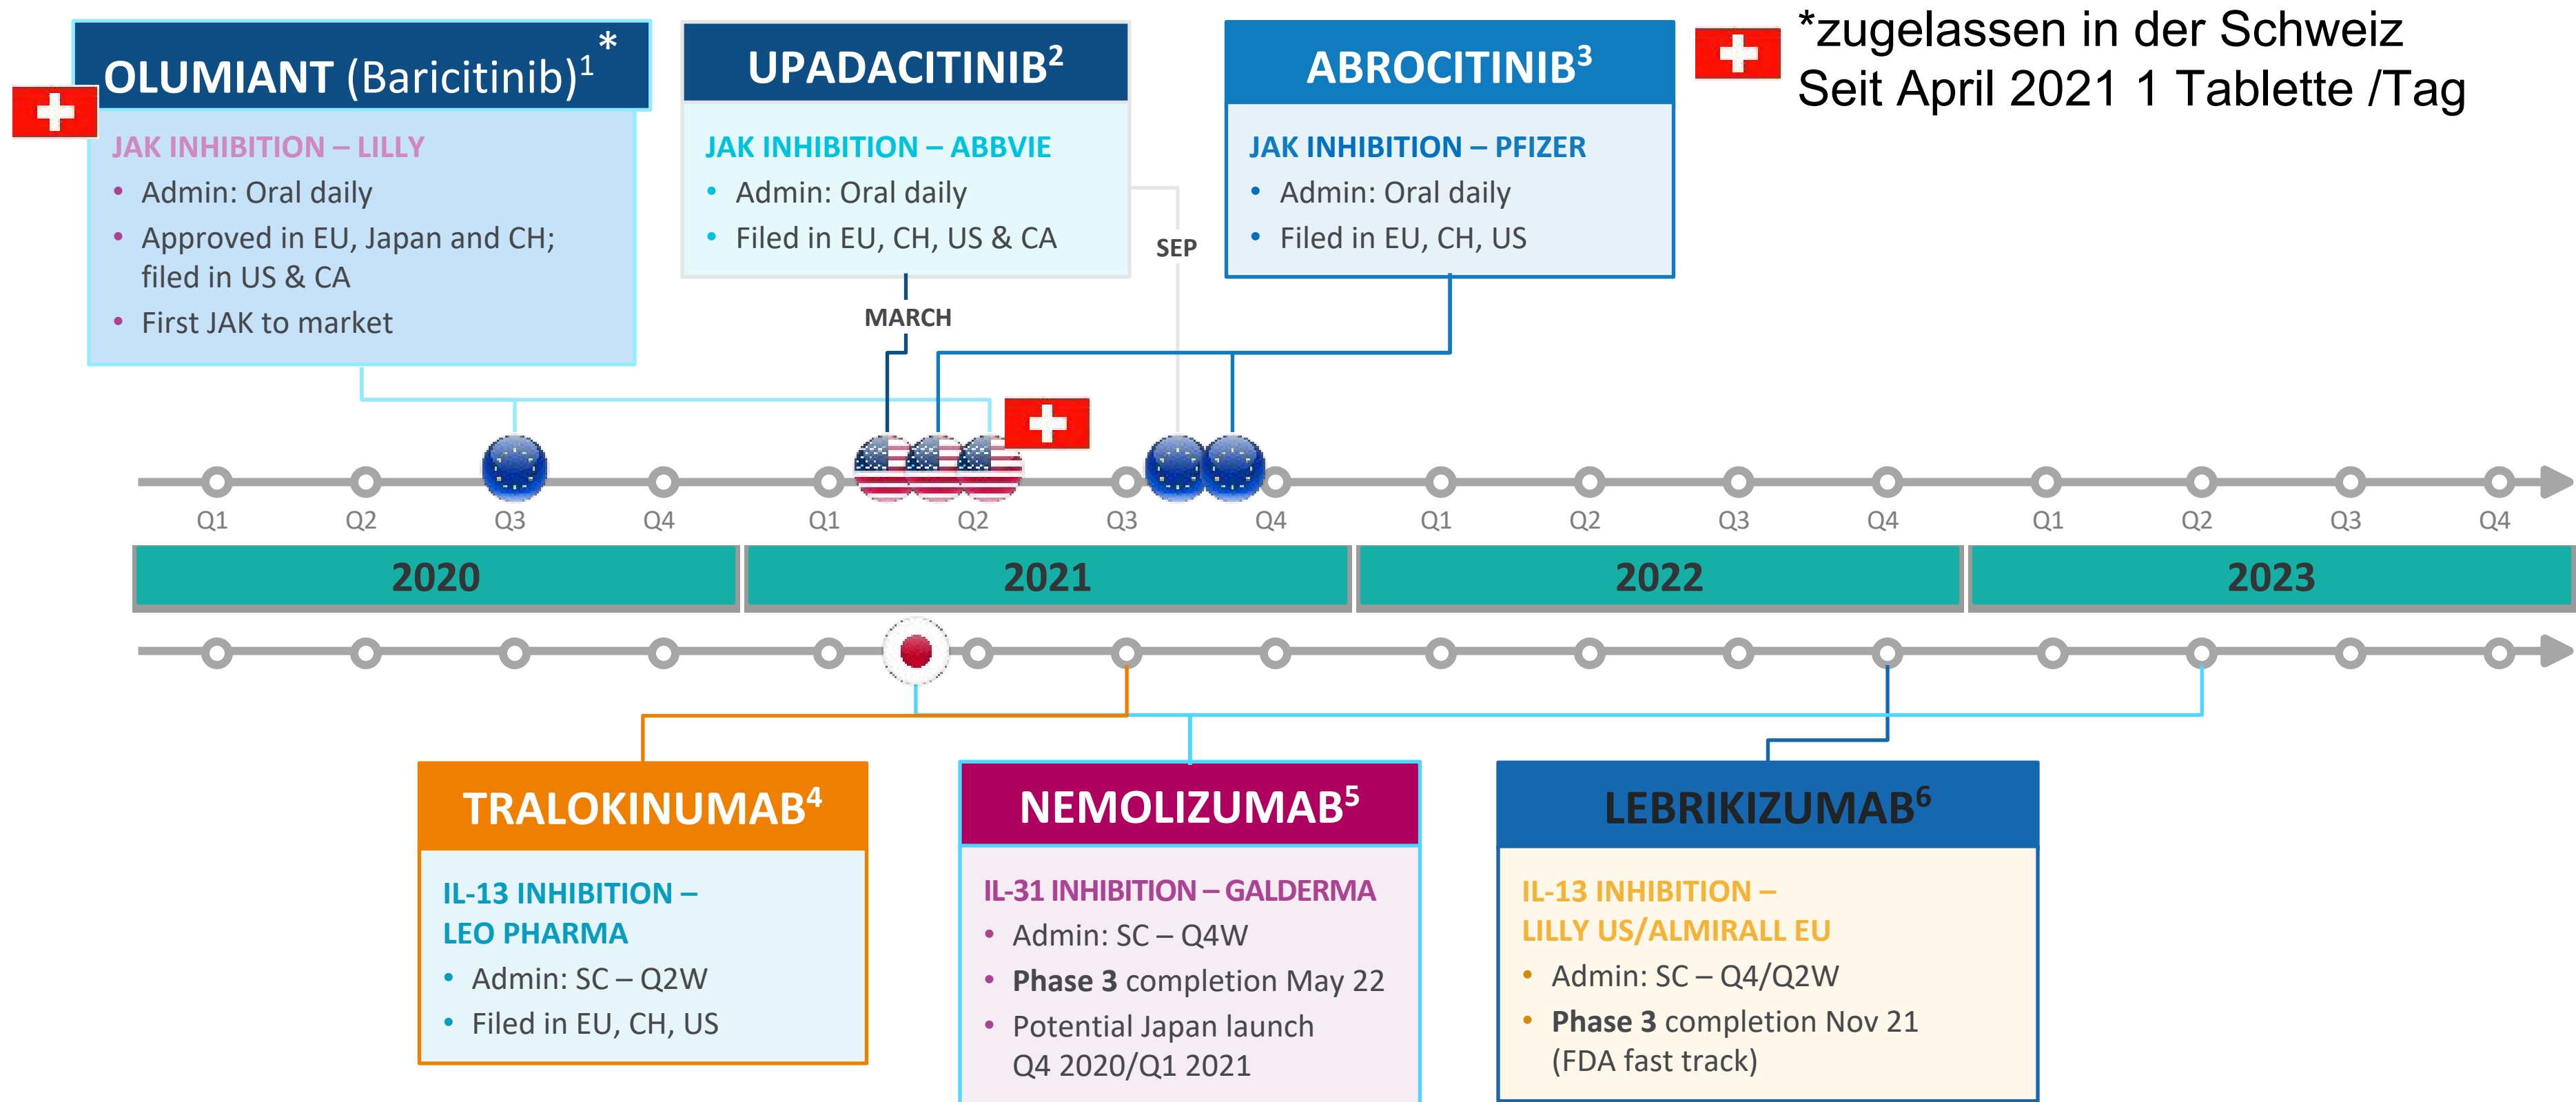 OLUMIANT (Baricitinib)1*
JAK INHIBITION – LILLY
• Admin: Oral daily
• Approved in EU, Japan and CH;
filed in US & CA
• First JAK to market
UPADACITINIB2
JAK INHIBITION – ABBVIE
• Admin: Oral daily
• Filed in EU, CH, US & CA
MARCH
SEP
ABROCITINIB3
JAK INHIBITION – PFIZER
• Admin: Oral daily
• Filed in EU, CH, US
*zugelassen in der Schweiz
Seit April 2021 1 Tablette /Tag
Q1 Q2 Q3 Q4 Q1 Q2 Q3 Q4 Q1 Q2 Q3 Q4 Q1 Q2 Q3 Q4
2020 2021 2022 2023
TRALOKINUMAB4
IL-13 INHIBITION –
LEO PHARMA
• Admin: SC – Q2W
• Filed in EU, CH, US
NEMOLIZUMAB5
IL-31 INHIBITION – GALDERMA
• Admin: SC – Q4W
• Phase 3 completion May 22
• Potential Japan launch
Q4 2020/Q1 2021
LEBRIKIZUMAB6
IL-13 INHIBITION –
LILLY US/ALMIRALL EU
• Admin: SC – Q4/Q2W
• Phase 3 completion Nov 21
(FDA fast track)